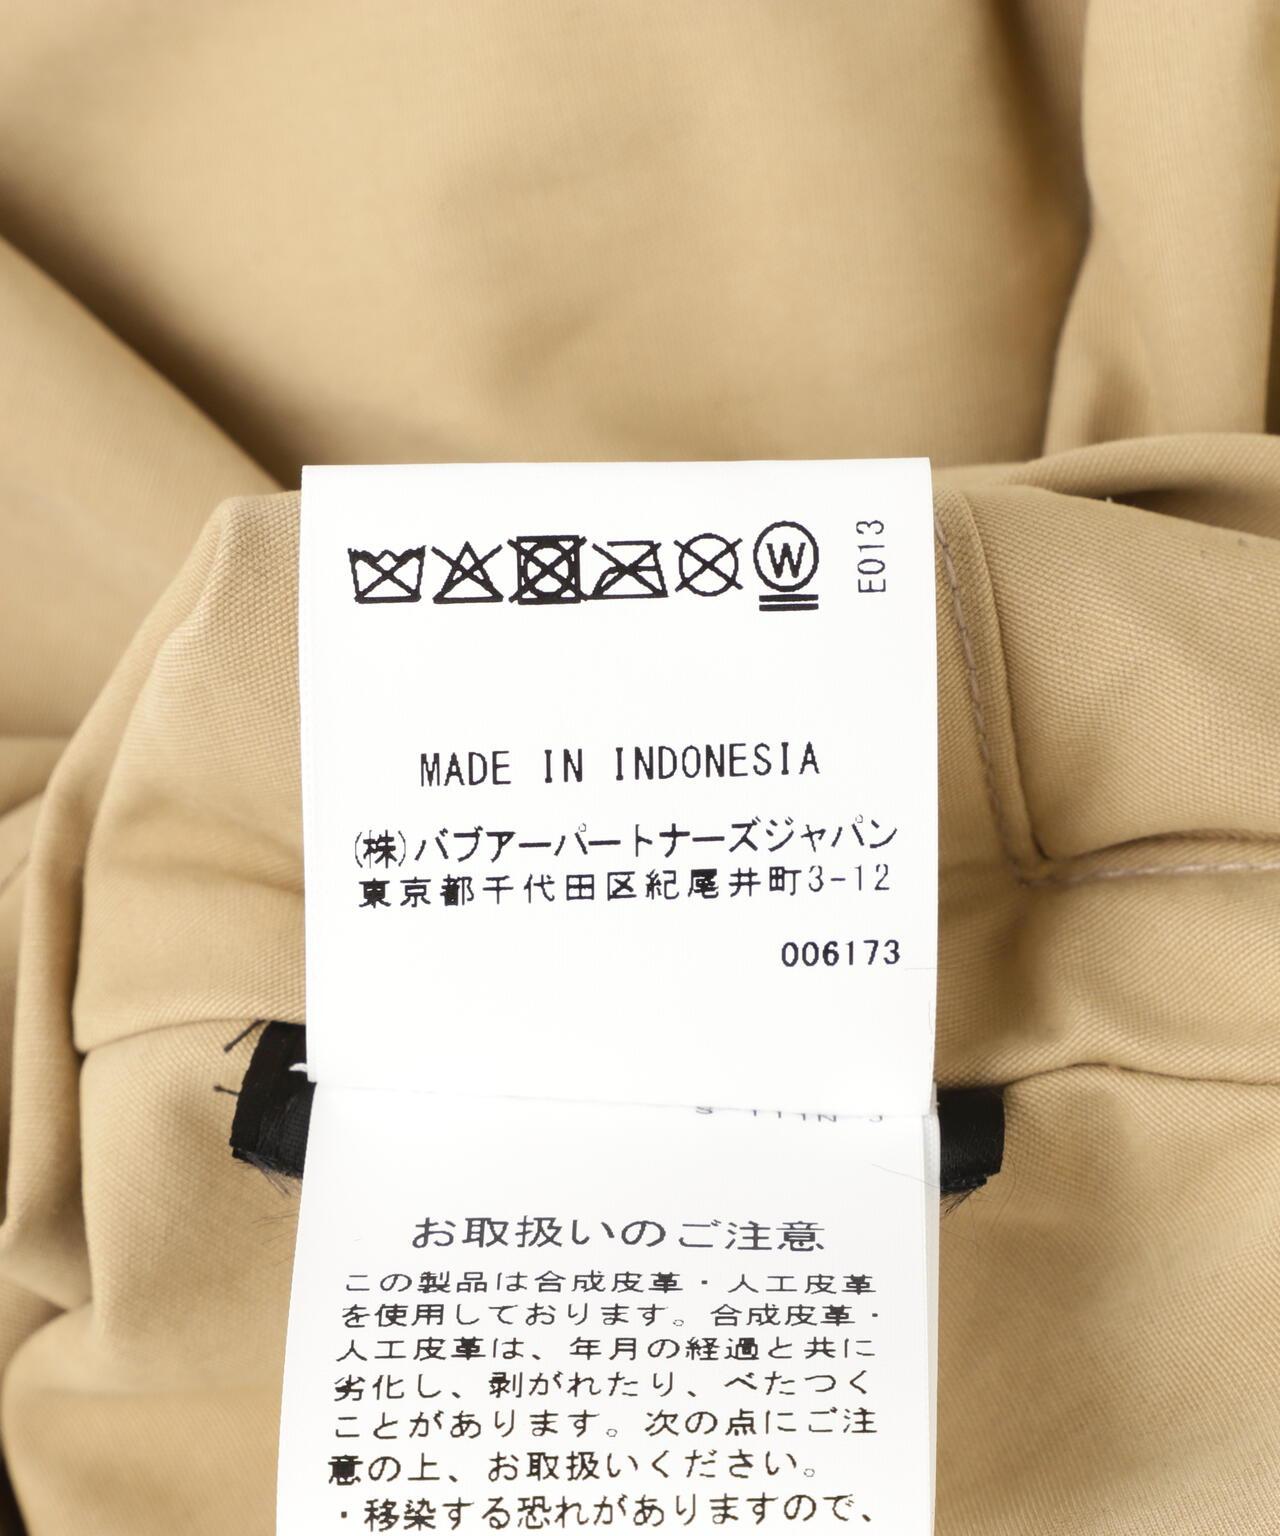 W
E013
MADE IN INDONESIA
(株)バブアーパートナーズジャパン
東京都千代田区紀尾井町3-12
006173
お取扱いのご注意
この製品は合成皮革・人工皮革
を使用しております。合成皮革・
人工皮革は、年月の経過と共に
劣化し、剥がれたり、べたつく
ことがあります。次の点にご注
意の上、お取扱いください。
・移染する恐れがありますので、